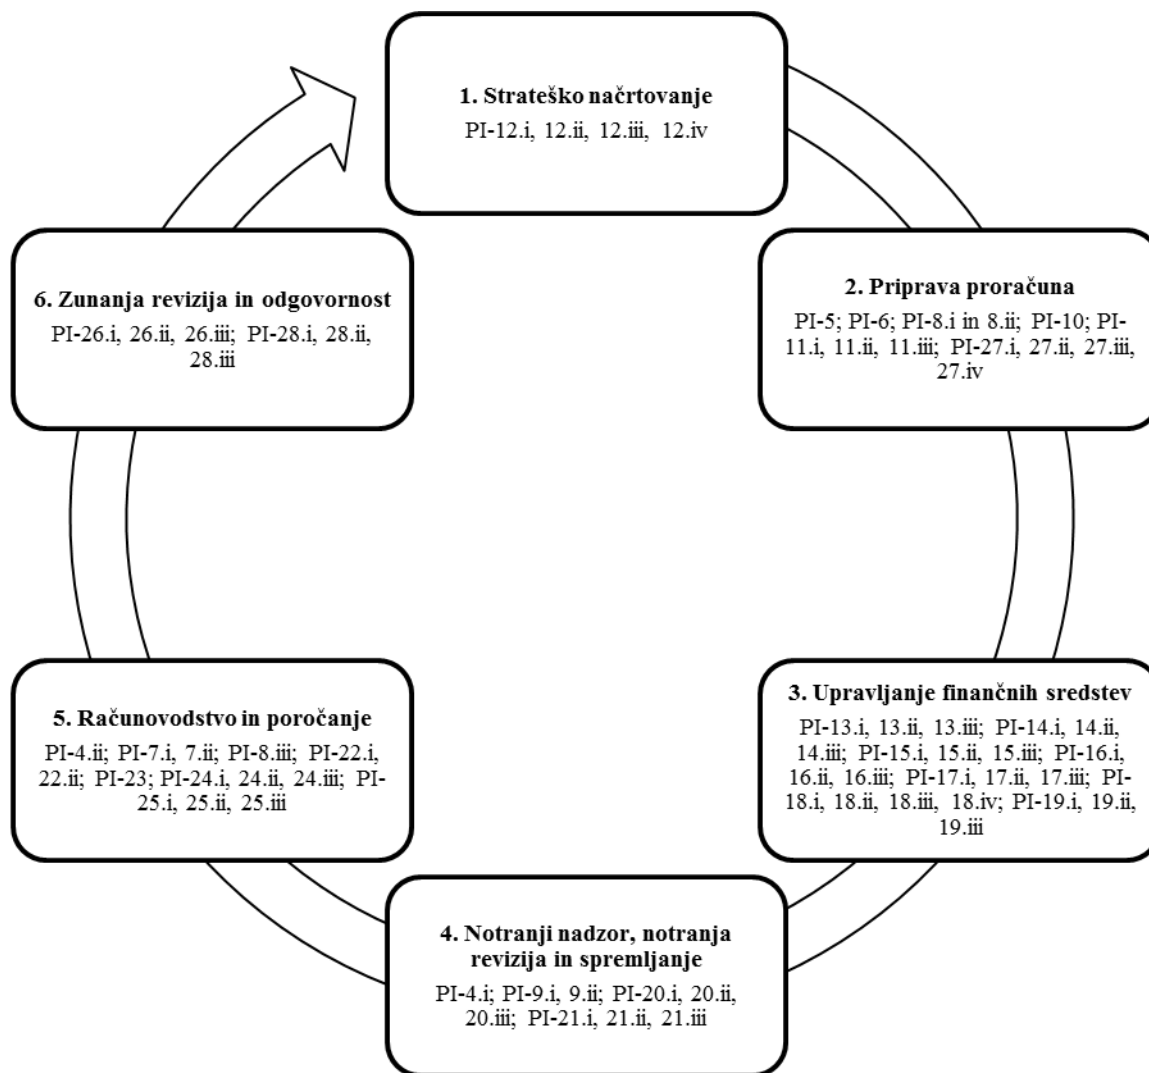 1. Strateško načrtovanje
PI-12.i, 12.ii, 12.iii, 12.iv
2. Priprava proračuna
PI-5; PI-6; PI-8.i in 8.ii; PI-10; PI-
11.i, 11.ii, 11.iii; PI-27.i, 27.ii, 27.iii,
27.iv
3. Upravljanje finančnih sredstev
PI-13.i, 13.ii, 13.iii; PI-14.i, 14.ii,
14.iii; PI-15.i, 15.ii, 15.iii; PI-16.i,
16.ii, 16.iii; PI-17.i, 17.ii, 17.iii; PI-
18.i, 18.ii, 18.iii, 18.iv; PI-19.i, 19.ii,
19.iii
4. Notranji nadzor, notranja
revizija in spremljanje
PI-4.i; PI-9.i, 9.ii; PI-20.i, 20.ii,
20.iii; PI-21.i, 21.ii, 21.iii
5. Računovodstvo in poročanje
PI-4.ii; PI-7.i, 7.ii; PI-8.iii; PI-22.i,
22.ii; PI-23; PI-24.i, 24.ii, 24.iii; PI-
25.i, 25.ii, 25.iii
6. Zunanja revizija in odgovornost
PI-26.i, 26.ii, 26.iii; PI-28.i, 28.ii,
28.iii